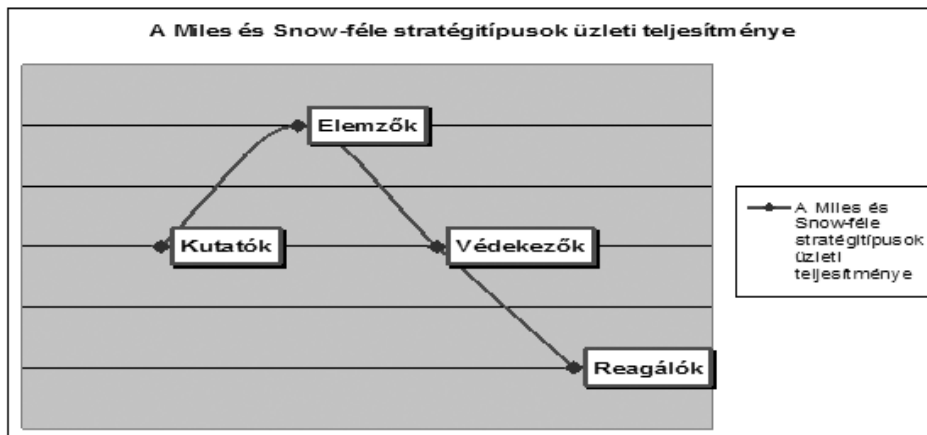 A Miles és Snow-féle stratégitípusok üzleti teljesítménye
Elemzők
Kutatók
Védekezők
Reagálók
A Miles és
Snow-féle
stratégitípusok
üzleti
teljesítménye